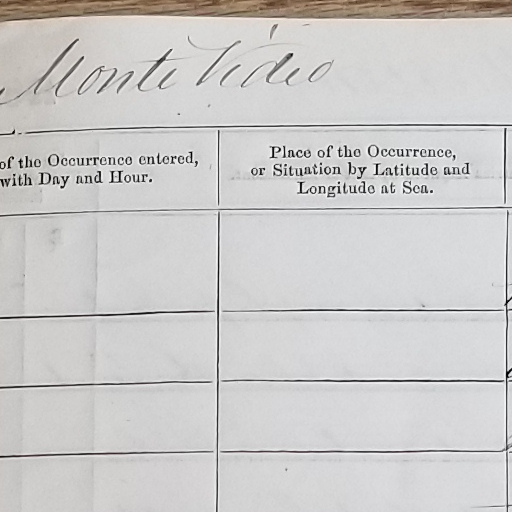 Monte Video
of the Occurrence entered,
with Day and Hour.
Place of the Occurrence,
or Situation by Latitude and
Longitude at Sea.